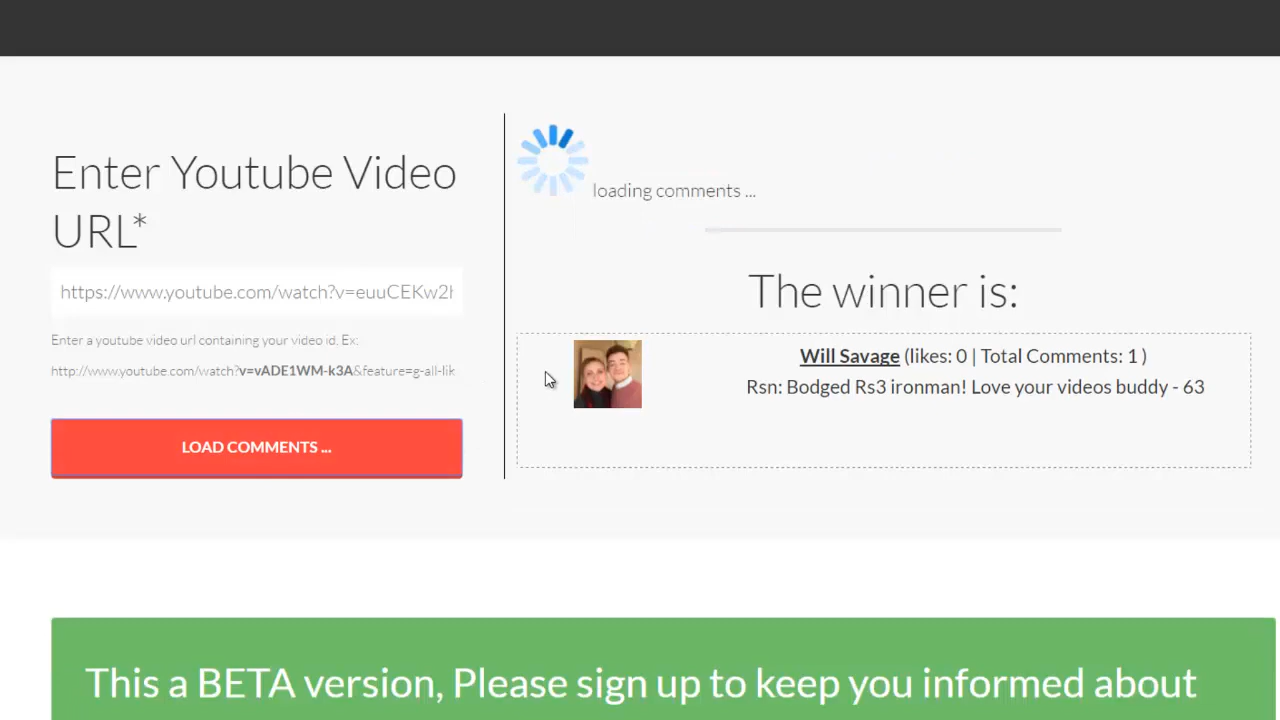 Enter Youtube Video
URL*
https://www.youtube.com/watch?v=euuCEKw2
Enter a youtube video url containing your video id. Ex:
http://www.youtube.com/watch?v=vADE1WM-k3A&feature=g-all-lik
LOAD COMMENTS ...
loading comments ...
The winner is:
Will Savage (likes: 0 | Total Comments: 1 )
Rsn: Bodged Rs3 ironman! Love your videos buddy - 63
This a BETA version, Please sign up to keep you informed about